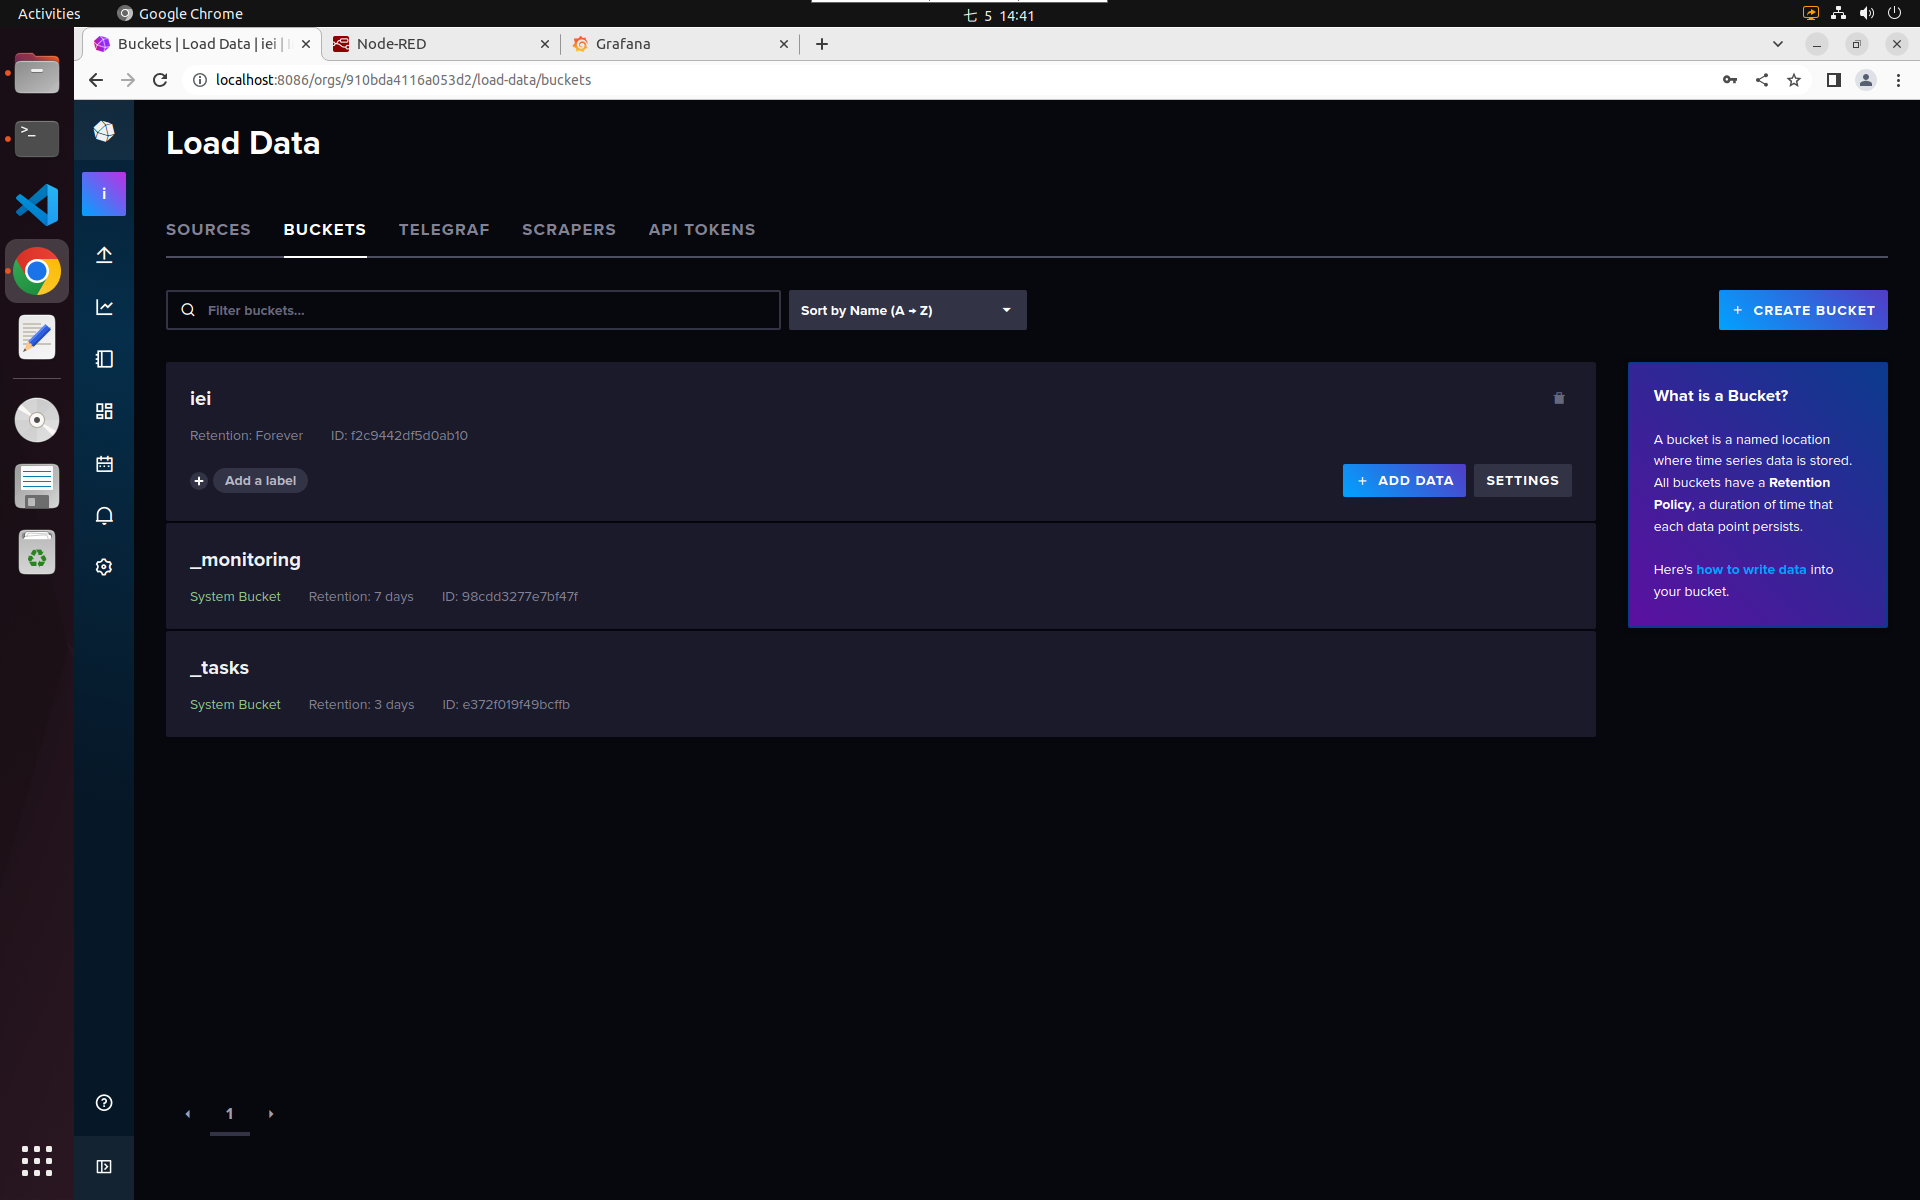 Activities
Google Chrome
七 5 14:41
Buckets | Load Data | iei |
Node-RED
Grafana
localhost:8086/orgs/910bda4116a053d2/load-data/buckets
Load Data
i
SOURCES
BUCKETS
TELEGRAF
SCRAPERS
API TOKENS
Filter buckets...
Sort by Name (A → Z)
+ CREATE BUCKET
iei
Retention: Forever
ID: f2c9442df5d0ab10
Add a label
+ ADD DATA
SETTINGS
_monitoring
System Bucket
Retention: 7 days
ID: 98cdd3277e7bf47f
_tasks
System Bucket
Retention: 3 days
ID: e372f019f49bcffb
What is a Bucket?
A bucket is a named location
where time series data is stored.
All buckets have a Retention
Policy, a duration of time that
each data point persists.
Here's how to write data into
your bucket.
1